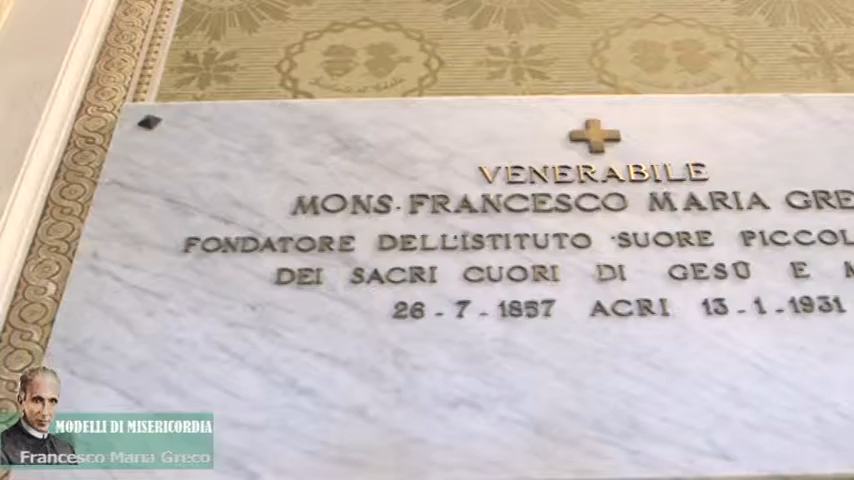 VENERABILE
MONS·FRANCESCO MARIA GRE
FONDATORE DELL'ISTITUTO ·SUORE PICCOL
DEI SACRI CUORI DI GESÙ E M
26-7-1857 ACRI 13-1-1931
MODELLI DI MISERICORDIA
Francesco Maria Greco